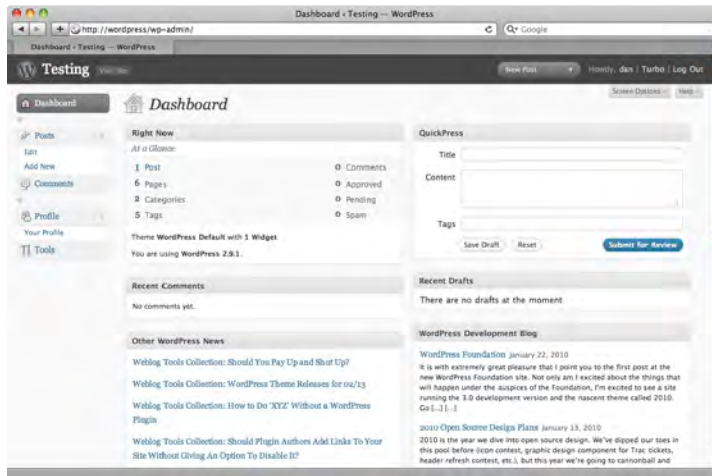 Dashboard ‹ Testing — WordPress
http://wordpress/wp-admin/
Google
Dashboard ‹ Testing — WordPress
Testing
New Post
Howdy, dan | Turbo | Log Out
Screen Options
Help
Dashboard
Posts
Edit
Add New
Comments
Profile
Your Profile
Tools
Dashboard
Right Now
At a Glance
1 Post
0 Comments
6 Pages
0 Approved
2 Categories
0 Pending
5 Tags
0 Spam
Theme WordPress Default with 1 Widget
You are using WordPress 2.9.1.
Recent Comments
No comments yet.
Other WordPress News
Weblog Tools Collection: Should You Pay Up and Shut Up?
Weblog Tools Collection: WordPress Theme Releases for 02/13
Weblog Tools Collection: How to Do 'XYZ' Without a WordPress
Plugin
Weblog Tools Collection: Should Plugin Authors Add Links To Your
Site Without Giving An Option To Disable It?
QuickPress
Title
Content
Tags
Save Draft
Reset
Submit for Review
Recent Drafts
There are no drafts at the moment
WordPress Development Blog
WordPress Foundation January 22, 2010
It is with extremely great pleasure that I point you to the first post at the
new WordPress Foundation site. Not only am I excited about the things that
will happen under the auspices of the Foundation, I'm excited to see a site
running the 3.0 development version and the nascent theme called 2010.
Go [...] [...]
2010 Open Source Design Plans January 13, 2010
2010 is the year we dive into open source design. We've dipped our toes in
this pool before (icon contest, graphic design component for Trac tickets,
header refresh contest, etc.), but this year we're going to cannonball and